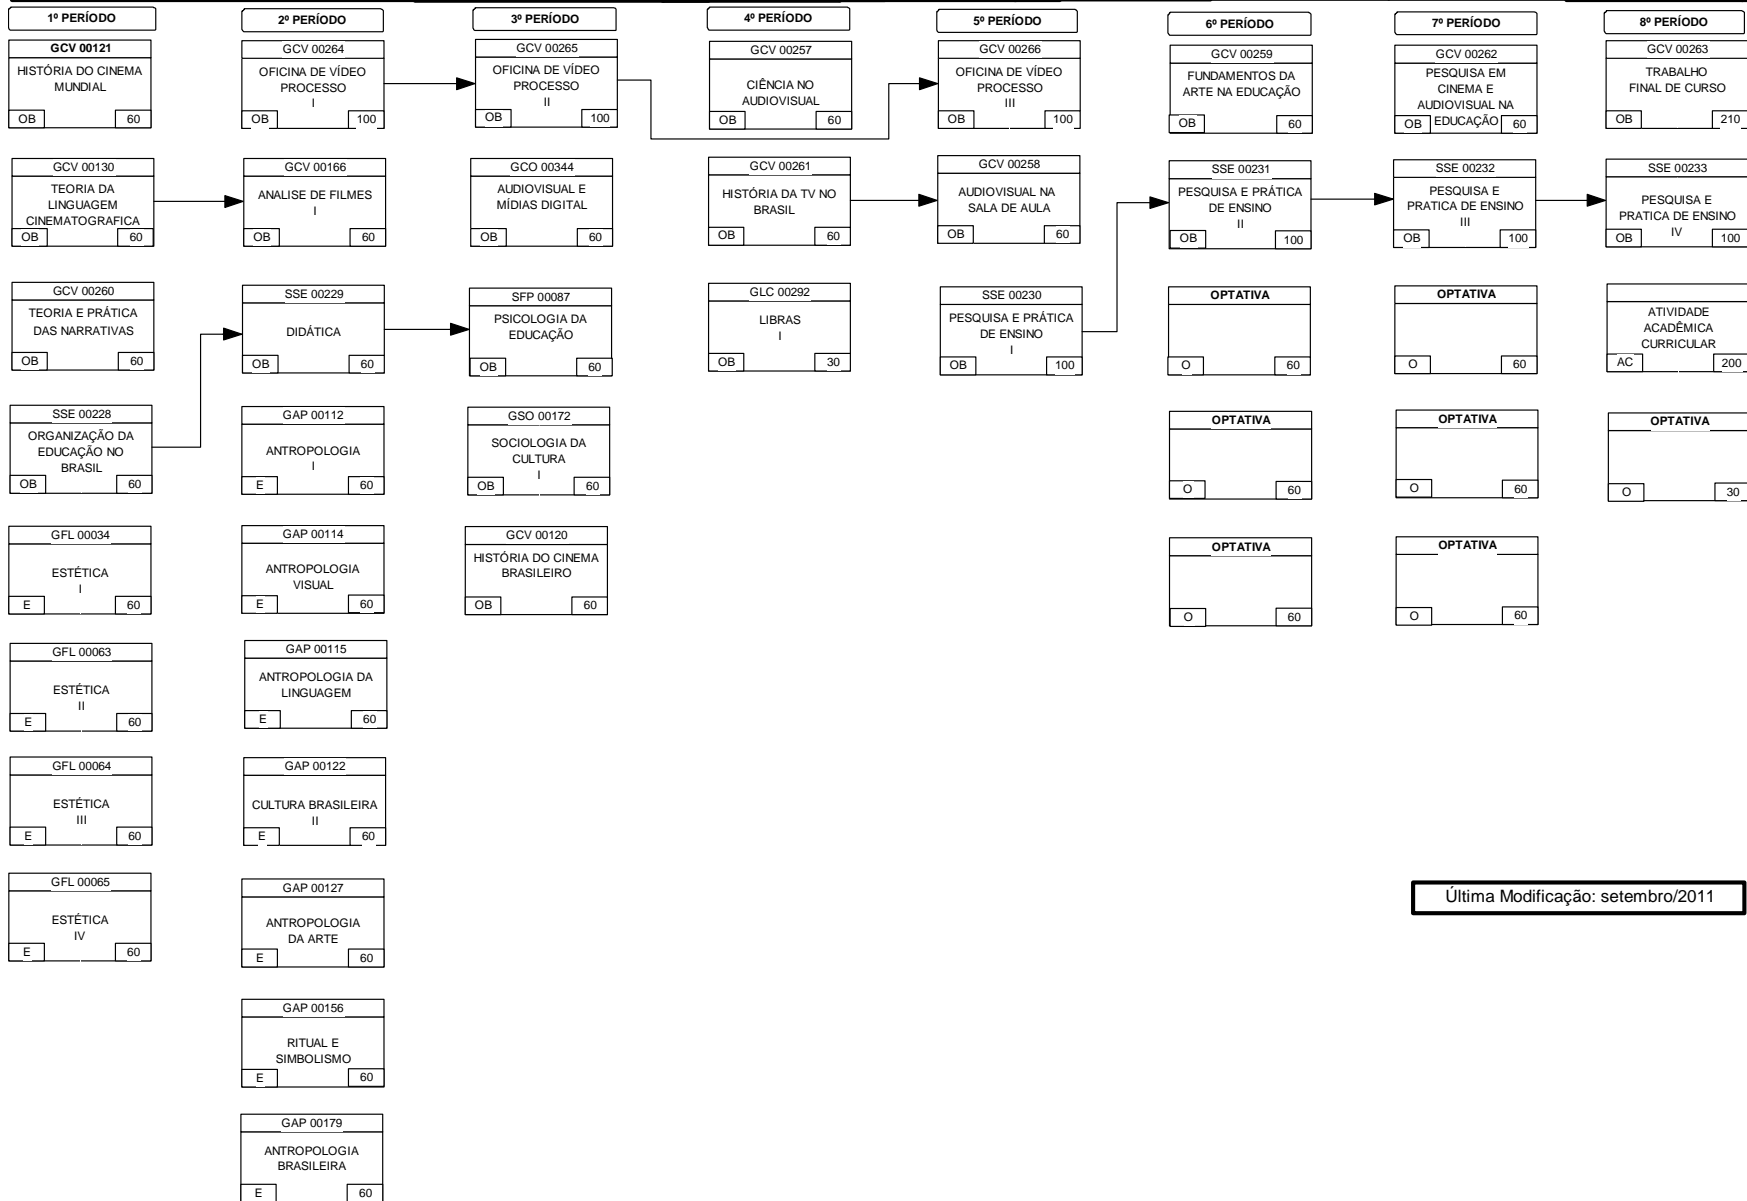 1º PERÍODO
GCV 00121
HISTÓRIA DO CINEMA
MUNDIAL
OB 60
GCV 00130
TEORIA DA
LINGUAGEM
CINEMATOGRAFICA
OB 60
GCV 00260
TEORIA E PRÁTICA
DAS NARRATIVAS
OB 60
SSE 00228
ORGANIZAÇÃO DA
EDUCAÇÃO NO
BRASIL
OB 60
GFL 00034
ESTÉTICA
I
E 60
GFL 00063
ESTÉTICA
II
E 60
GFL 00064
ESTÉTICA
III
E 60
GFL 00065
ESTÉTICA
IV
E 60
2º PERÍODO
GCV 00264
OFICINA DE VÍDEO
PROCESSO
I
OB 100
GCV 00166
ANALISE DE FILMES
I
OB 60
SSE 00229
DIDÁTICA
OB 60
GAP 00112
ANTROPOLOGIA
I
E 60
GAP 00114
ANTROPOLOGIA
VISUAL
E 60
GAP 00115
ANTROPOLOGIA DA
LINGUAGEM
E 60
GAP 00122
CULTURA BRASILEIRA
II
E 60
GAP 00127
ANTROPOLOGIA
DA ARTE
E 60
GAP 00156
RITUAL E
SIMBOLISMO
E 60
GAP 00179
ANTROPOLOGIA
BRASILEIRA
E 60
3º PERÍODO
GCV 00265
OFICINA DE VÍDEO
PROCESSO
II
OB 100
GCO 00344
AUDIOVISUAL E
MÍDIAS DIGITAL
OB 60
SFP 00087
PSICOLOGIA DA
EDUCAÇÃO
OB 60
GSO 00172
SOCIOLOGIA DA
CULTURA
I
OB 60
GCV 00120
HISTÓRIA DO CINEMA
BRASILEIRO
OB 60
4º PERÍODO
GCV 00257
CIÊNCIA NO
AUDIOVISUAL
OB 60
GCV 00261
HISTÓRIA DA TV NO
BRASIL
OB 60
GLC 00292
LIBRAS
I
OB 30
5º PERÍODO
GCV 00266
OFICINA DE VÍDEO
PROCESSO
III
OB 100
GCV 00258
AUDIOVISUAL NA
SALA DE AULA
OB 60
SSE 00230
PESQUISA E PRÁTICA
DE ENSINO
I
OB 100
6º PERÍODO
GCV 00259
FUNDAMENTOS DA
ARTE NA EDUCAÇÃO
OB 60
SSE 00231
PESQUISA E PRÁTICA
DE ENSINO
II
OB 100
OPTATIVA
O 60
OPTATIVA
O 60
OPTATIVA
O 60
7º PERÍODO
GCV 00262
PESQUISA EM
CINEMA E
AUDIOVISUAL NA
OB EDUCAÇÃO 60
SSE 00232
PESQUISA E
PRATICA DE ENSINO
III
OB 100
OPTATIVA
O 60
OPTATIVA
O 60
OPTATIVA
O 60
8º PERÍODO
GCV 00263
TRABALHO
FINAL DE CURSO
OB 210
SSE 00233
PESQUISA E
PRATICA DE ENSINO
IV
OB 100
ATIVIDADE
ACADÊMICA
CURRICULAR
AC 200
OPTATIVA
O 30
Última Modificação: setembro/2011